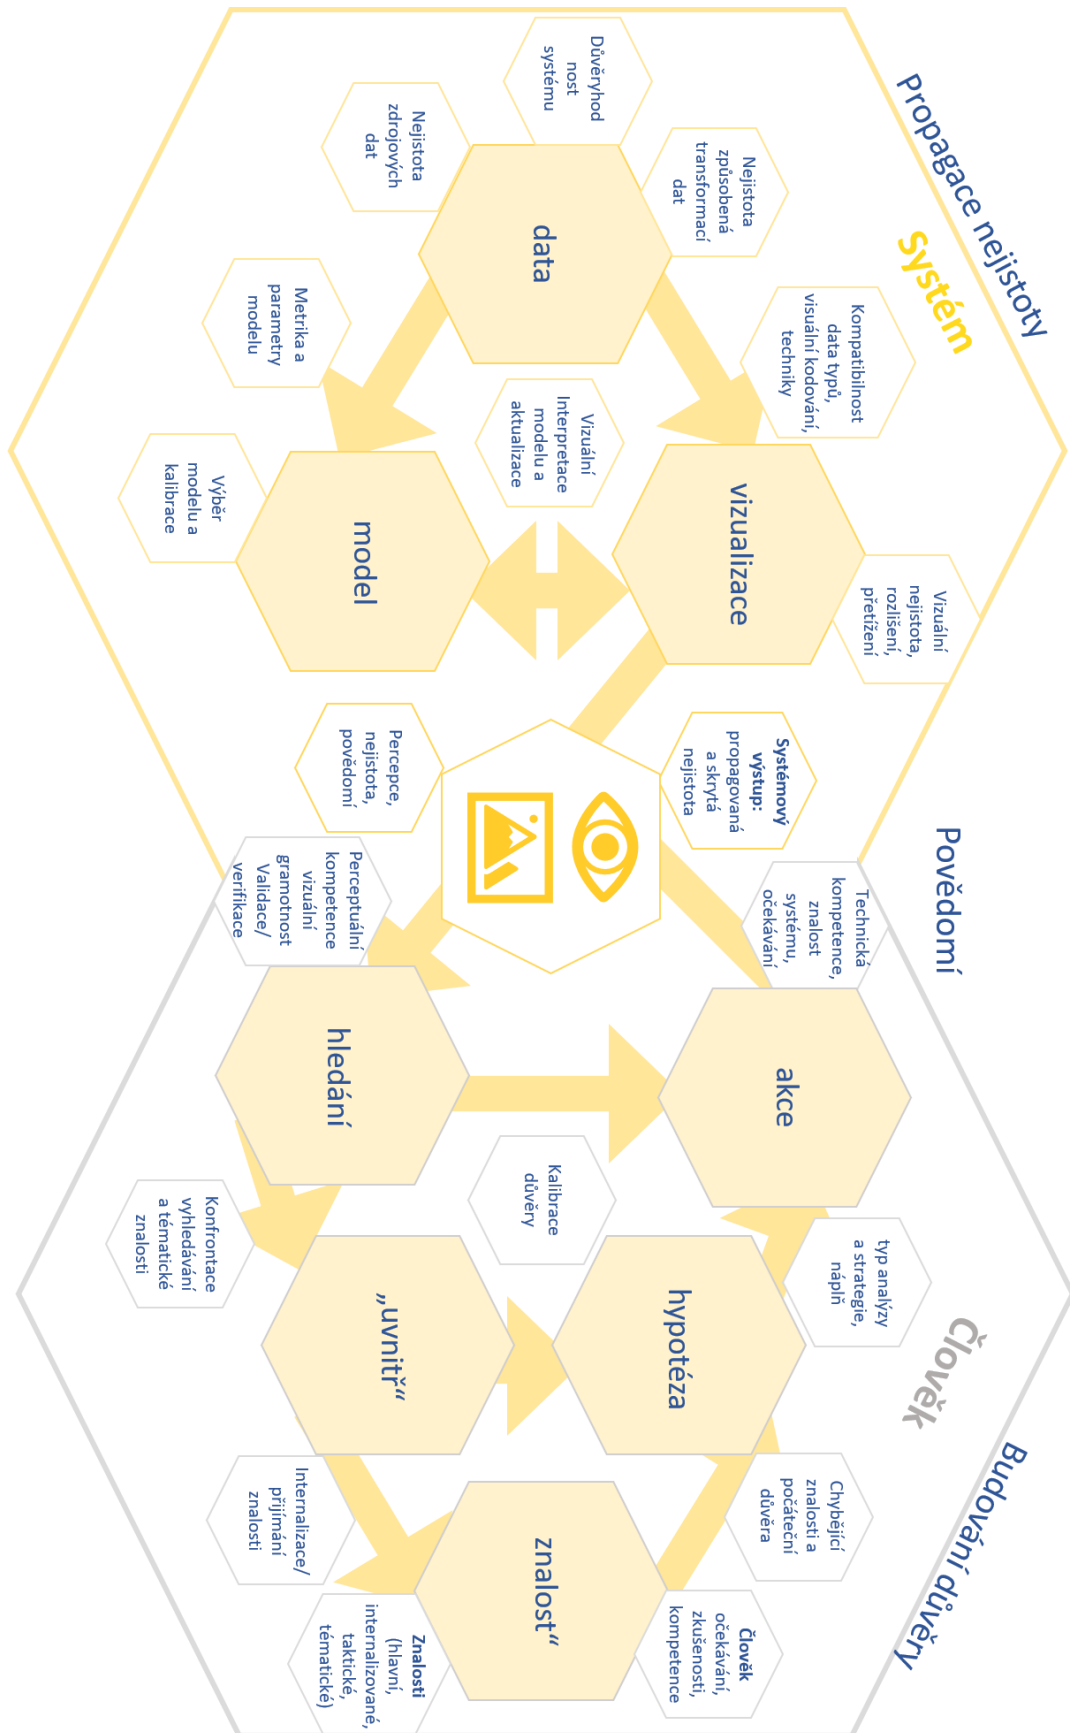 Propagace nejistoty
Systém
Důvěryhod
nost
systému
Nejistota
způsobená
transformací
dat
Nejistota
zdrojových
dat
data
Kompatibilnost
data typů,
visuální kodování,
techniky
Metrika a
parametry
modelu
Vizuální
Interpretace
modelu a
aktualizace
vizualizace
Výběr
modelu a
kalibrace
model
Vizuální
nejistota,
rozlišení,
přetížení
Systémový
výstup:
propagovaná
a skrytá
nejistota
Percepce,
nejistota,
povědomí
Povědomí
Technická
kompetence,
znalost
systému,
očekávání
Perceptuální
kompetence
vizuální
gramotnost
Validace/
verifikace
akce
hledání
Kalibrace
důvěry
typ analýzy
a strategie,
náplň
Konfrontace
vyhledávání
a tématické
znalosti
Člověk
hypotéza
„uvnitř“
Budování důvěry
Chybějící
znalosti a
počáteční
důvěra
Internalizace/
přijímání
znalosti
znalost“
Člověk
očekávání,
zkušenosti,
kompetence
Znalosti
(hlavní,
internalizované,
taktické,
tématické)